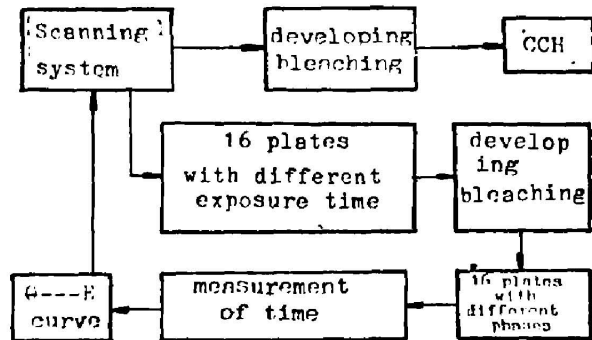 Scanning
system
developing
bleaching
CCH
16 plates
with different
exposure time
develop
ing
bleaching
16 plates
with
different
phases
measurement
of time
curve